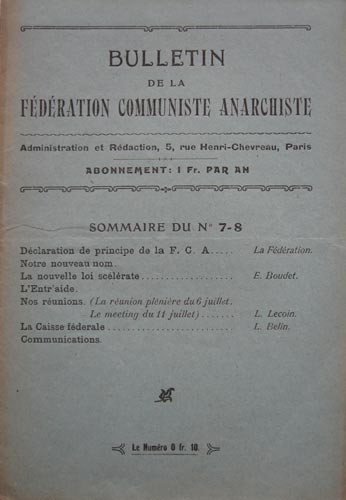 BULLETIN
DE LA
FÉDÉRATION COMMUNISTE ANARCHISTE
Administration et Rédaction, 5, rue Henri-Chevreau, Paris
ABONNEMENT: 1 Fr. PAR AN
SOMMAIRE DU N° 7-8
Déclaration de principe de la F. C. A..... La Fédération.
Notre nouveau nom.
La nouvelle loi scélérate.................. E. Boudet.
L'Entr'aide.
Nos réunions. (La réunion plénière du 6 juillet.
Le meeting du 11 juillet)....... L. Lecoin.
La Caisse féderale........................ L. Belin.
Communications.
Le Numéro 0 fr. 10.